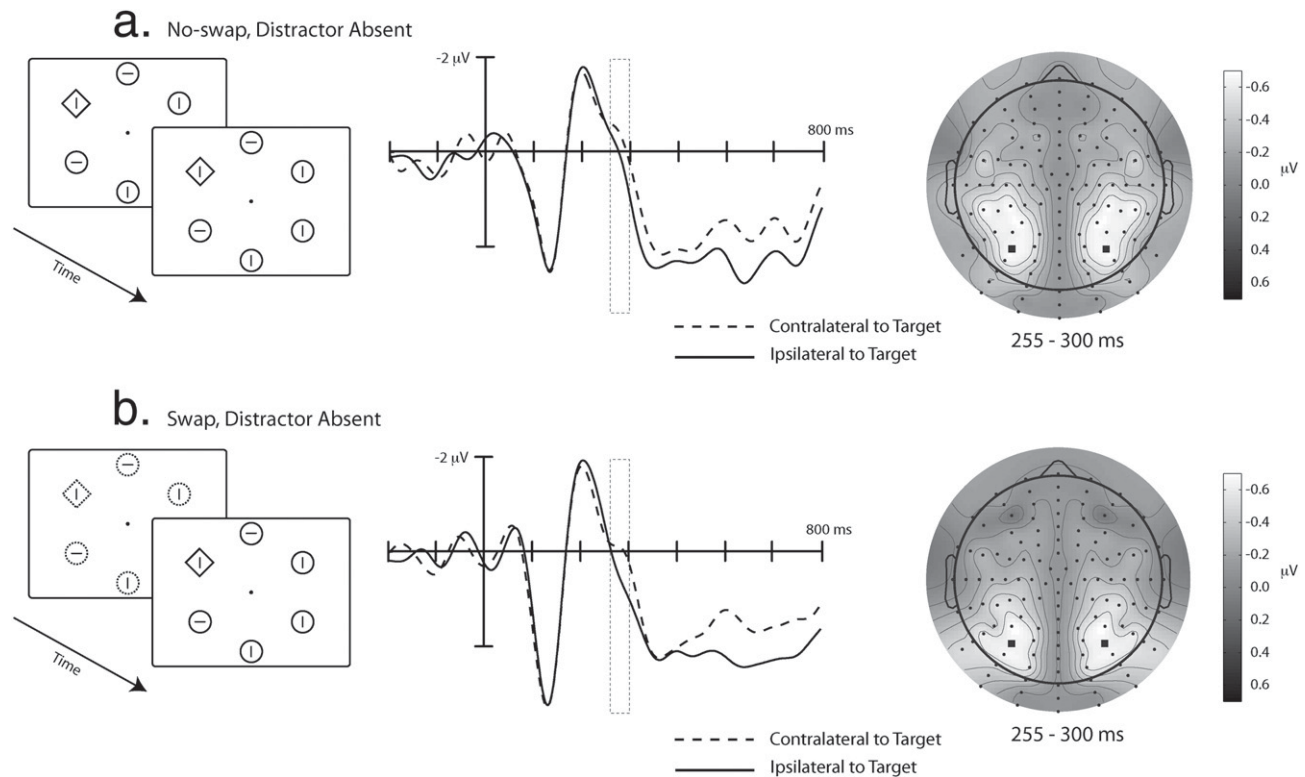 a. No-swap, Distractor Absent
-2 μV
800 ms
Time
Contralateral to Target
Ipsilateral to Target
255 - 300 ms
-0.6
-0.4
-0.2
0.0
0.2
0.4
0.6
μV
b. Swap, Distractor Absent
-2 μV
800 ms
Time
Contralateral to Target
Ipsilateral to Target
255 - 300 ms
-0.6
-0.4
-0.2
0.0
0.2
0.4
0.6
μV